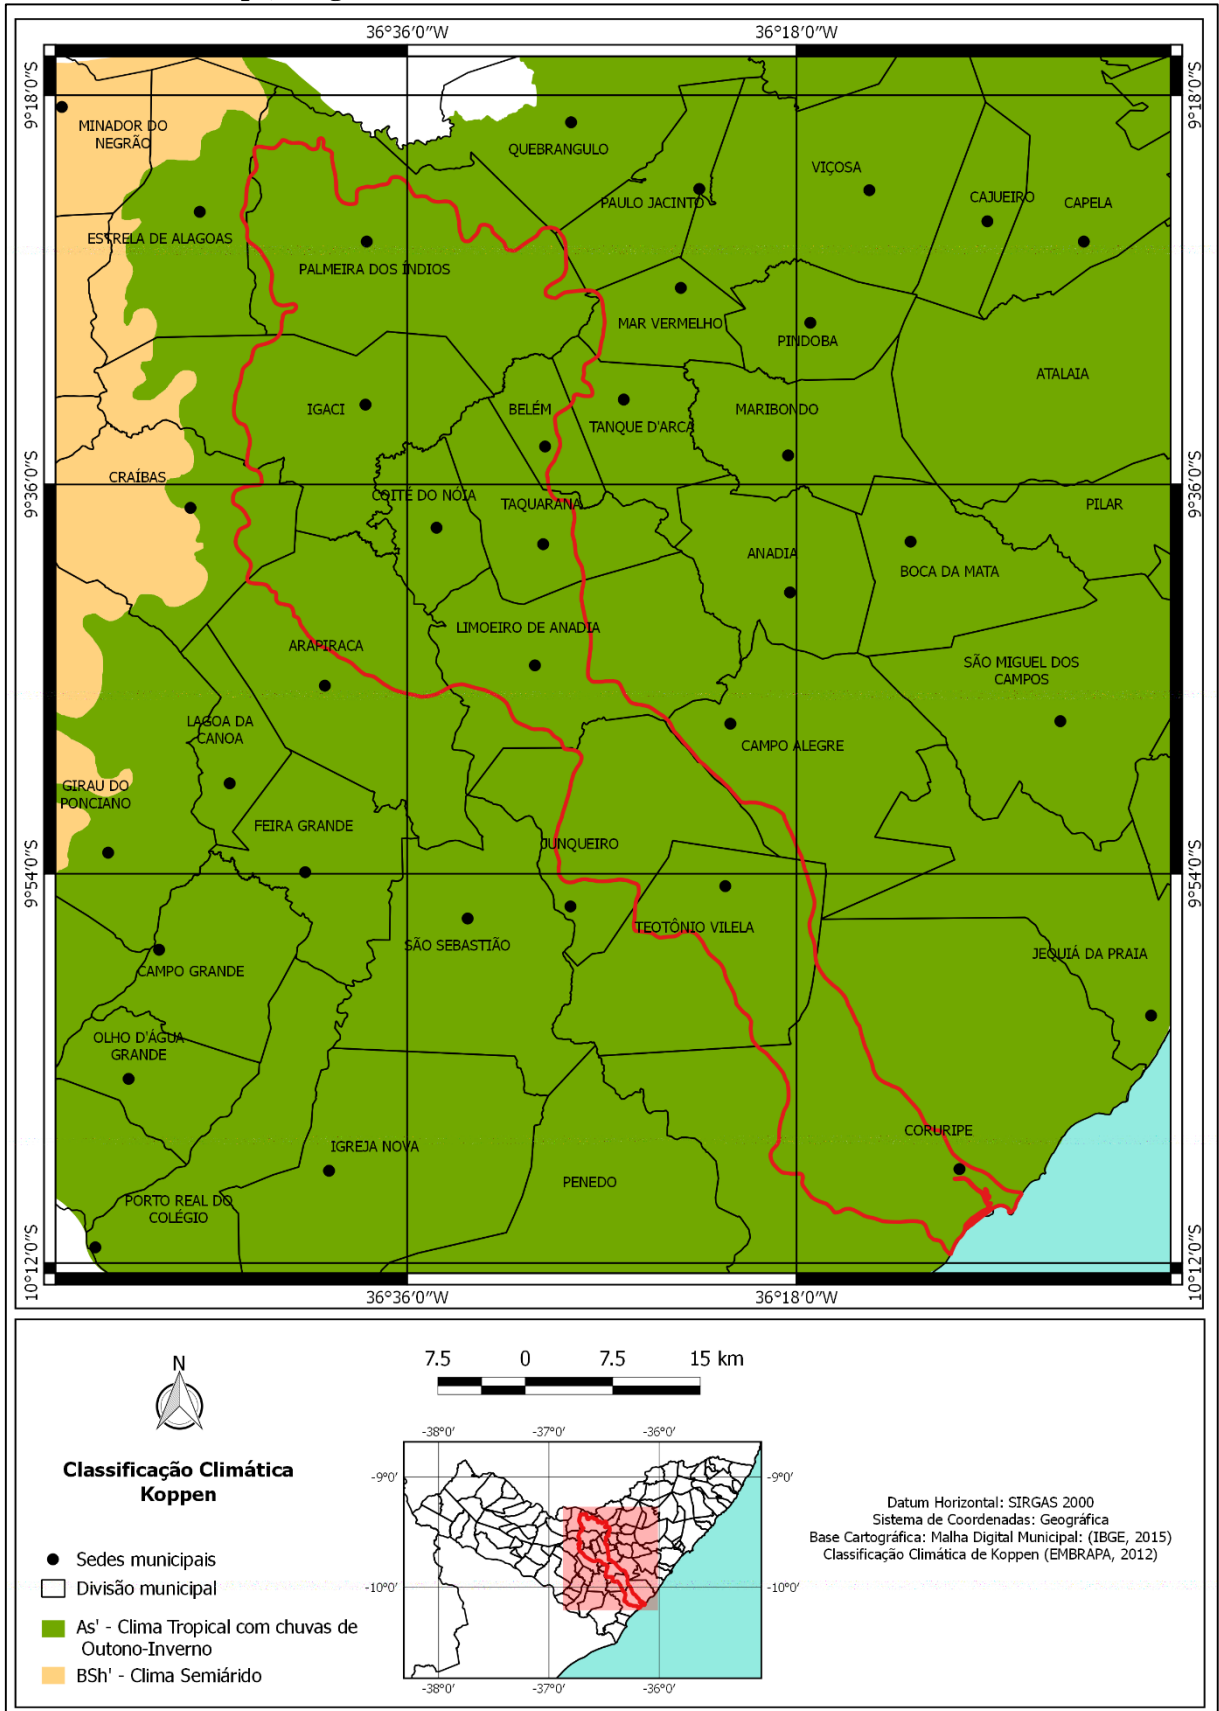 36°36'0"W
36°18'0"W
9°18'0"S
9°18'0"S
MINADOR DO
NEGRÃO
QUEBRANGULO
VIÇOSA
PAULO JACINTO
CAJUEIRO
CAPELA
ESTRELA DE ALAGOAS
PALMEIRA DOS ÍNDIOS
MAR VERMELHO
PINDOBA
ATALAIA
IGACI
BELÉM
MARIBONDO
TANQUE D'ARCA
9°36'0"S
9°36'0"S
CRAÍBAS
COITÉ DO NÓIA
TAQUARANA
PILAR
ANADIA
BOCA DA MATA
LIMOEIRO DE ANADIA
ARAPIRACA
SÃO MIGUEL DOS
CAMPOS
LAGOA DA
CANOA
CAMPO ALEGRE
GIRAU DO
PONCIANO
FEIRA GRANDE
JUNQUEIRO
9°54'0"S
9°54'0"S
TEOTÔNIO VILELA
SÃO SEBASTIÃO
JEQUIÁ DA PRAIA
CAMPO GRANDE
OLHO D'ÁGUA
GRANDE
CORURIPE
IGREJA NOVA
PENEDO
PORTO REAL DO
COLÉGIO
10°12'0"S
10°12'0"S
36°36'0"W
36°18'0"W
N
7.5 0 7.5 15 km
Classificação Climática
Koppen
Sedes municipais
Divisão municipal
As' - Clima Tropical com chuvas de
Outono-Inverno
BSh' - Clima Semiárido
-38°0' -37°0' -36°0'
-9°0' -9°0'
-10°0' -10°0'
-38°0' -37°0' -36°0'
Datum Horizontal: SIRGAS 2000
Sistema de Coordenadas: Geográfica
Base Cartográfica: Malha Digital Municipal: (IBGE, 2015)
Classificação Climática de Koppen (EMBRAPA, 2012)